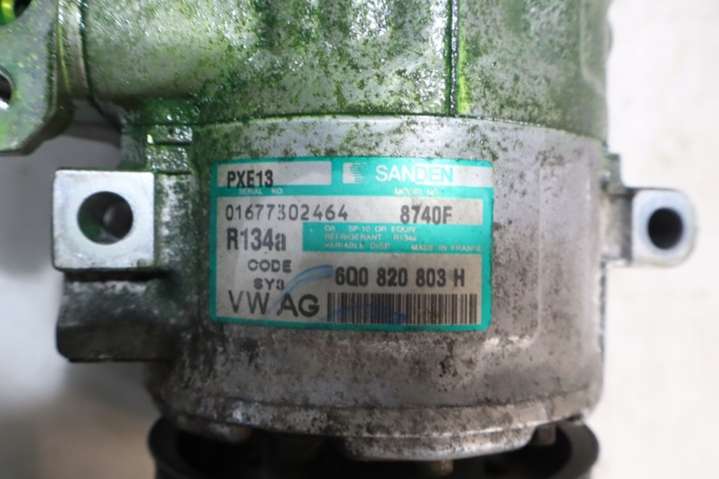 PXE13 SANDEN
SERIAL NO. MODEL NO.
01677302464 8740F
R134a OIL SP-10 OR EQUIV
REFRIGERANT R134a
VARIABLE DISP. MADE IN FRANCE
CODE
6Q0 820 803 H
VW AG